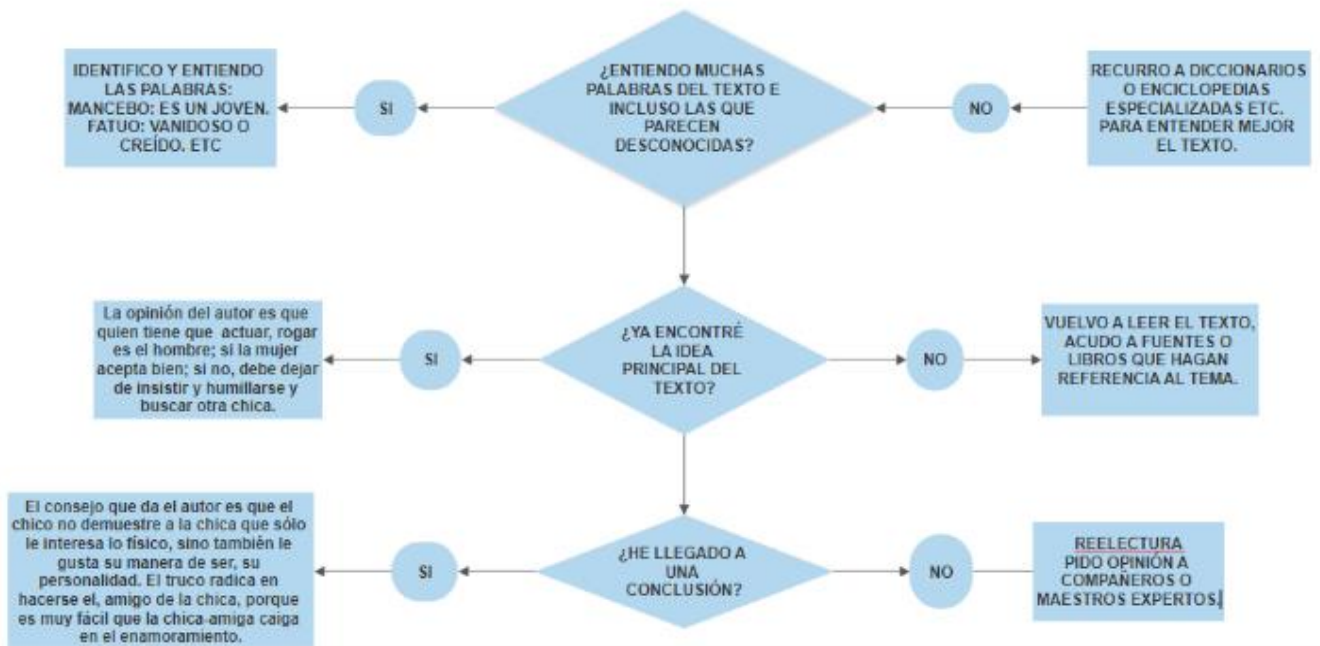 IDENTIFICO Y ENTIENDO
LAS PALABRAS:
MANCEBO: ES UN JOVEN.
FATUO: VANIDOSO O
CREÍDO. ETC
SI
¿ENTIENDO MUCHAS
PALABRAS DEL TEXTO E
INCLUSO LAS QUE
PARECEN
DESCONOCIDAS?
NO
RECURRO A DICCIONARIOS
O ENCICLOPEDIAS
ESPECIALIZADAS ETC.
PARA ENTENDER MEJOR
EL TEXTO.
La opinión del autor es que
quien tiene que actuar, rogar
es el hombre; si la mujer
acepta bien; si no, debe dejar
de insistir y humillarse y
buscar otra chica.
SI
¿YA ENCONTRÉ
LA IDEA
PRINCIPAL DEL
TEXTO?
NO
VUELVO A LEER EL TEXTO,
ACUDO A FUENTES O
LIBROS QUE HAGAN
REFERENCIA AL TEMA.
El consejo que da el autor es que el
chico no demuestre a la chica que sólo
le interesa lo físico, sino también le
gusta su manera de ser, su
personalidad. El truco radica en
hacerse el, amigo de la chica, porque
es muy fácil que la chica-amiga caiga
en el enamoramiento.
SI
¿HE LLEGADO A
UNA
CONCLUSIÓN?
NO
REELECTURA
PIDO OPINIÓN A
COMPAÑEROS O
MAESTROS EXPERTOS.